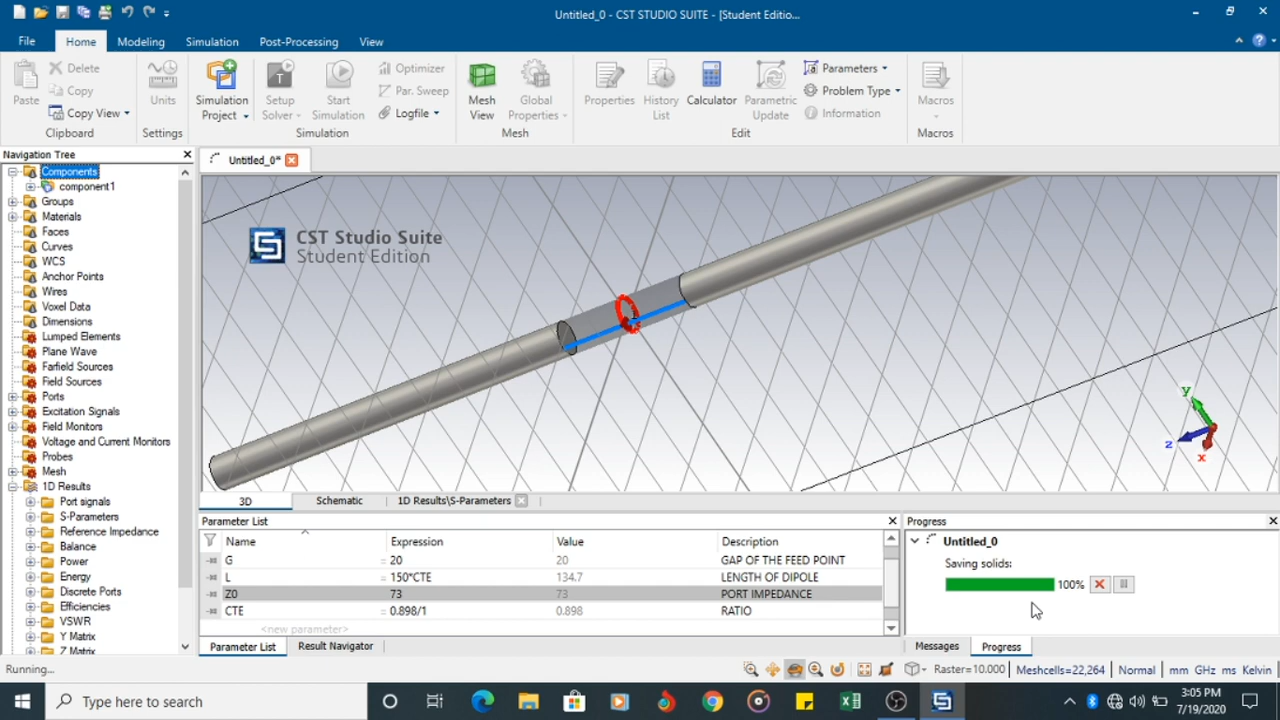 Untitled_0 - CST STUDIO SUITE - [Student Editio...
File Home Modeling Simulation Post-Processing View
Paste
Delete
Copy
Copy View
Clipboard
Units
Settings
Simulation Project
Setup Solver
Start Simulation
Optimizer
Par. Sweep
Logfile
Simulation
Mesh View
Global Properties
Mesh
Properties
History List
Calculator
Parametric Update
Parameters
Problem Type
Information
Edit
Macros
Macros
Navigation Tree
Components
component1
Groups
Materials
Faces
Curves
WCS
Anchor Points
Wires
Voxel Data
Dimensions
Lumped Elements
Plane Wave
Farfield Sources
Field Sources
Ports
Excitation Signals
Field Monitors
Voltage and Current Monitors
Probes
Mesh
1D Results
Port signals
S-Parameters
Reference Impedance
Balance
Power
Energy
Discrete Ports
Efficiencies
VSWR
Y Matrix
Z Matrix
Untitled_0*
CST Studio Suite
Student Edition
y
z
x
3D Schematic 1D Results\S-Parameters
Parameter List
Name Expression Value Description
G = 20 20 GAP OF THE FEED POINT
L = 150*CTE 134.7 LENGTH OF DIPOLE
Z0 = 73 73 PORT IMPEDANCE
CTE = 0.898/1 0.898 RATIO
<new parameter>
Parameter List Result Navigator
Progress
Untitled_0
Saving solids:
100%
Messages Progress
Running...
Raster=10.000 Meshcells=22,264 Normal mm GHz ms Kelvin
Type here to search
3:05 PM
7/19/2020